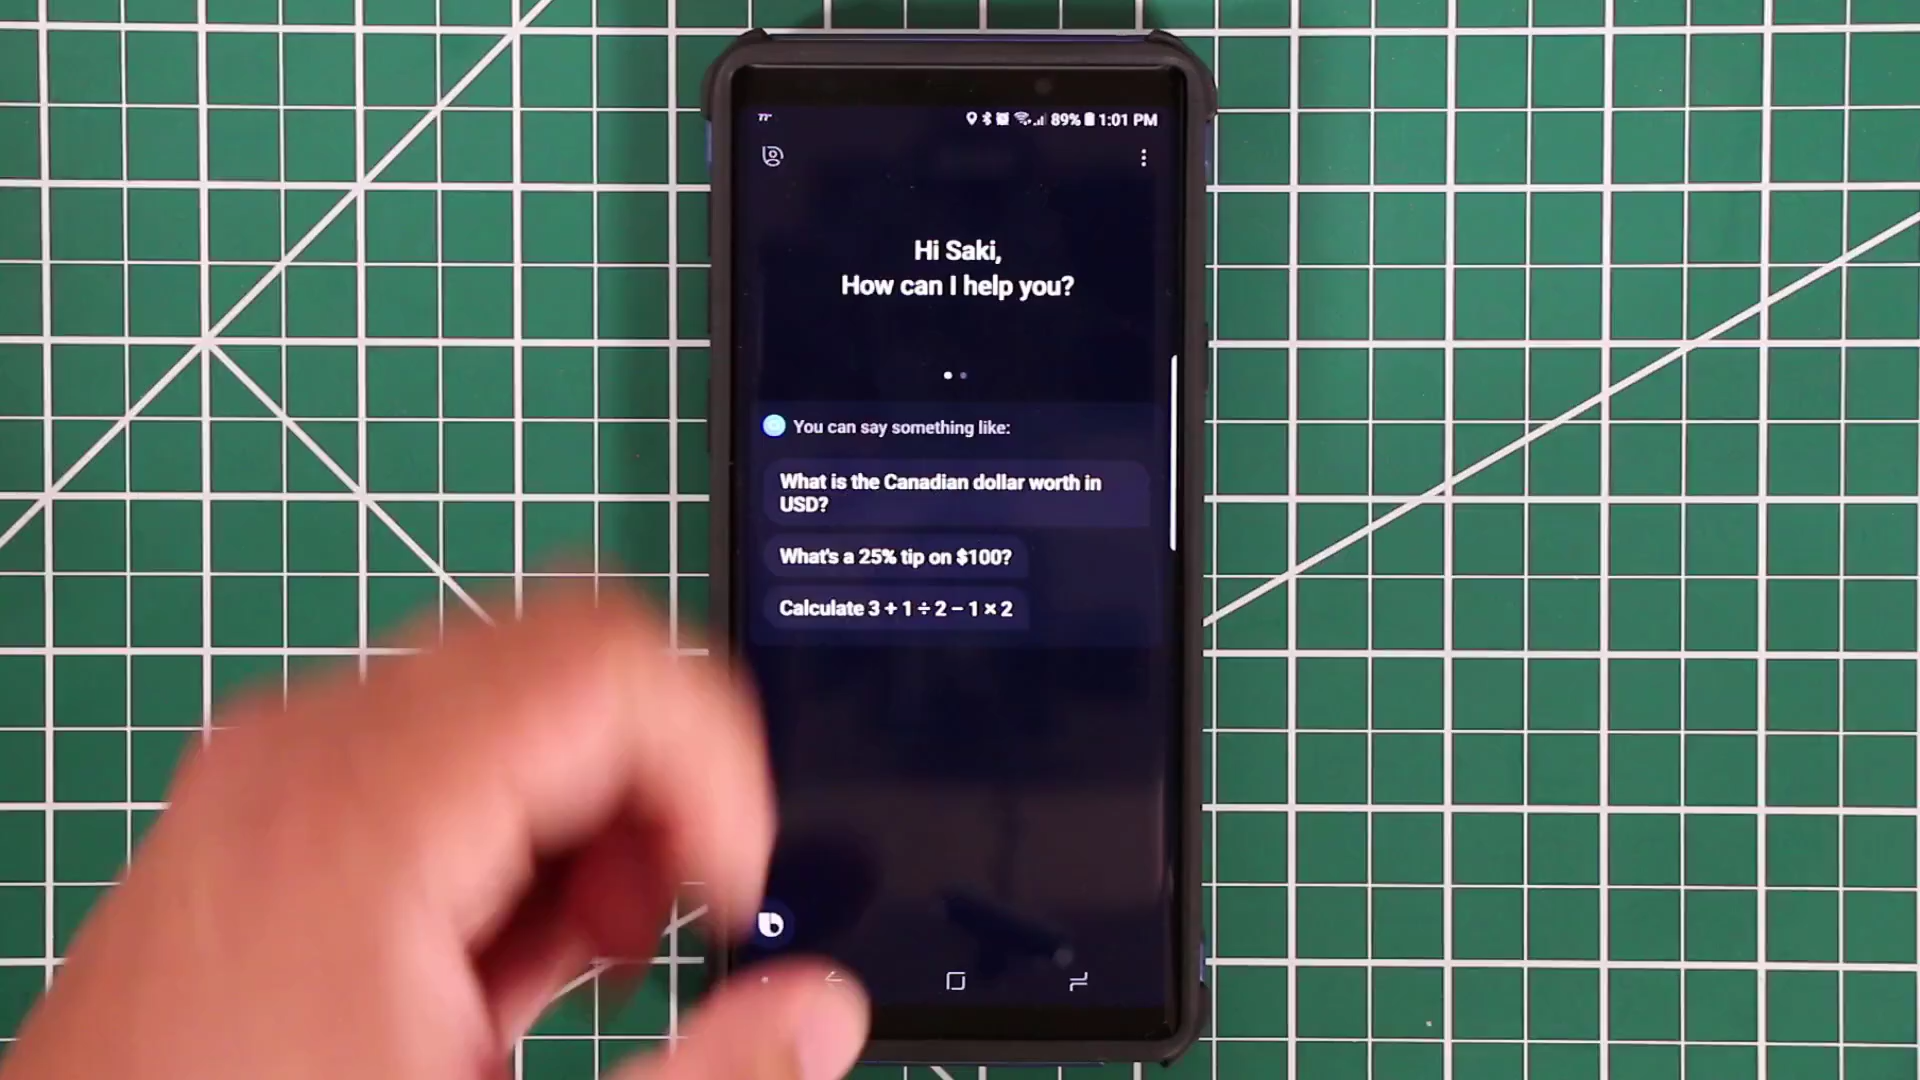 89% 1:01 PM
Hi Saki,
How can I help you?
You can say something like:
What is the Canadian dollar worth in
USD?
What's a 25% tip on $100?
Calculate 3 + 1 ÷ 2 – 1 × 2